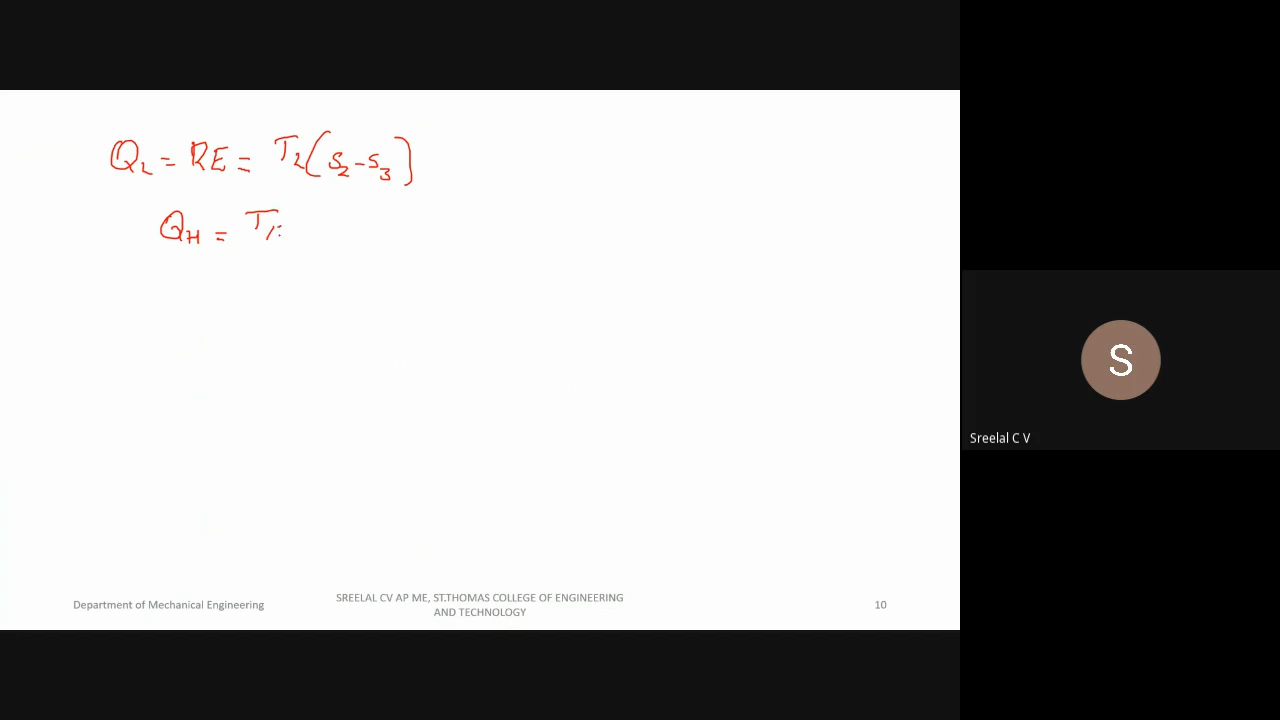 Q_L = RE = T_2(S_2-S_3)
Q_H = T
S
Sreelal C V
Department of Mechanical Engineering
SREELAL CV AP ME, ST.THOMAS COLLEGE OF ENGINEERING
AND TECHNOLOGY
10